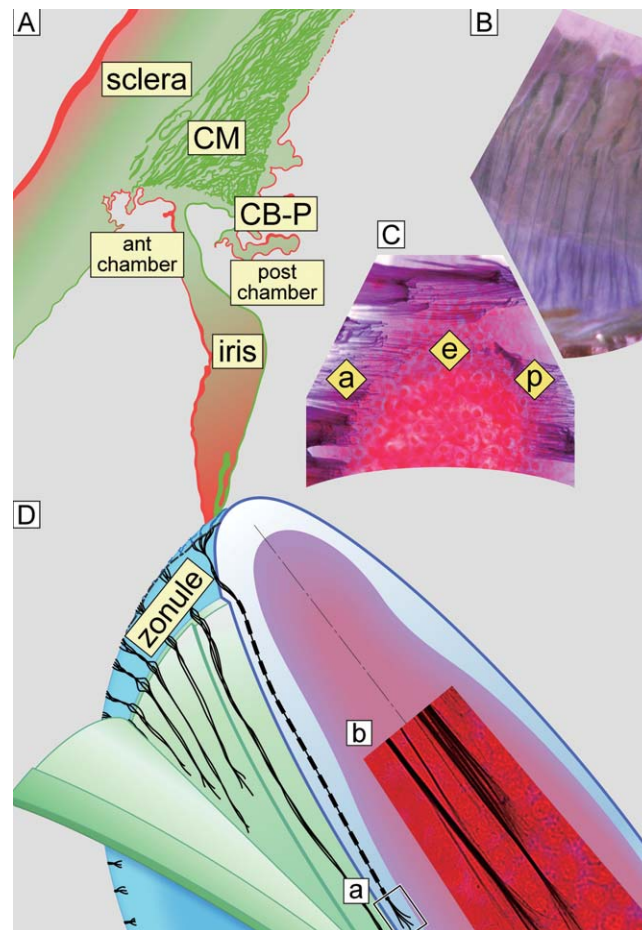 A
B
sclera
CM
CB-P
ant
chamber
post
chamber
C
iris
e
a
p
D
zonule
b
a